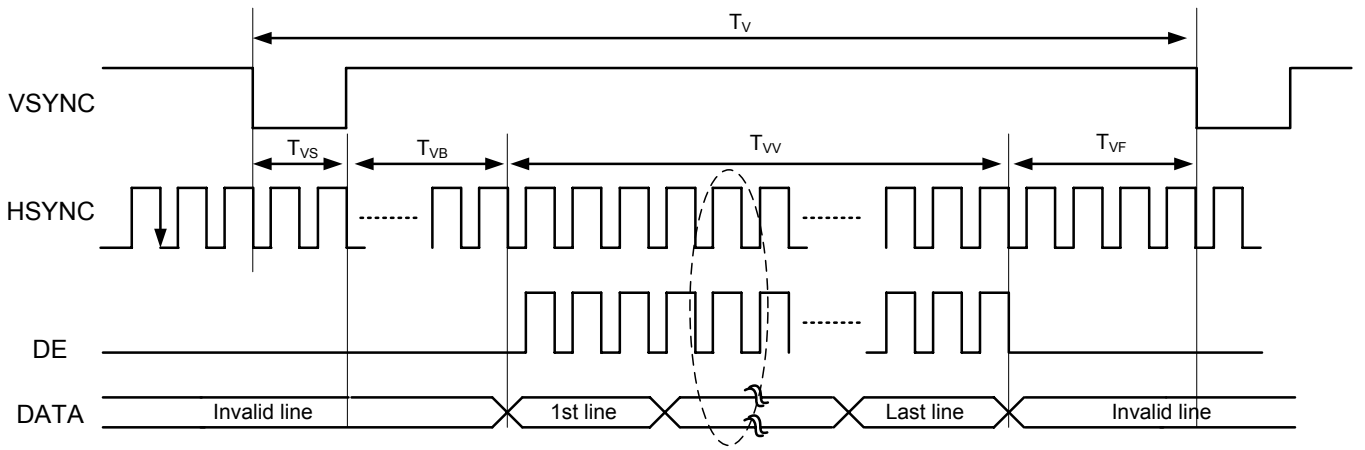 T_V
VSYNC
T_VS
T_VB
T_VV
T_VF
HSYNC
DE
DATA
Invalid line
1st line
Last line
Invalid line